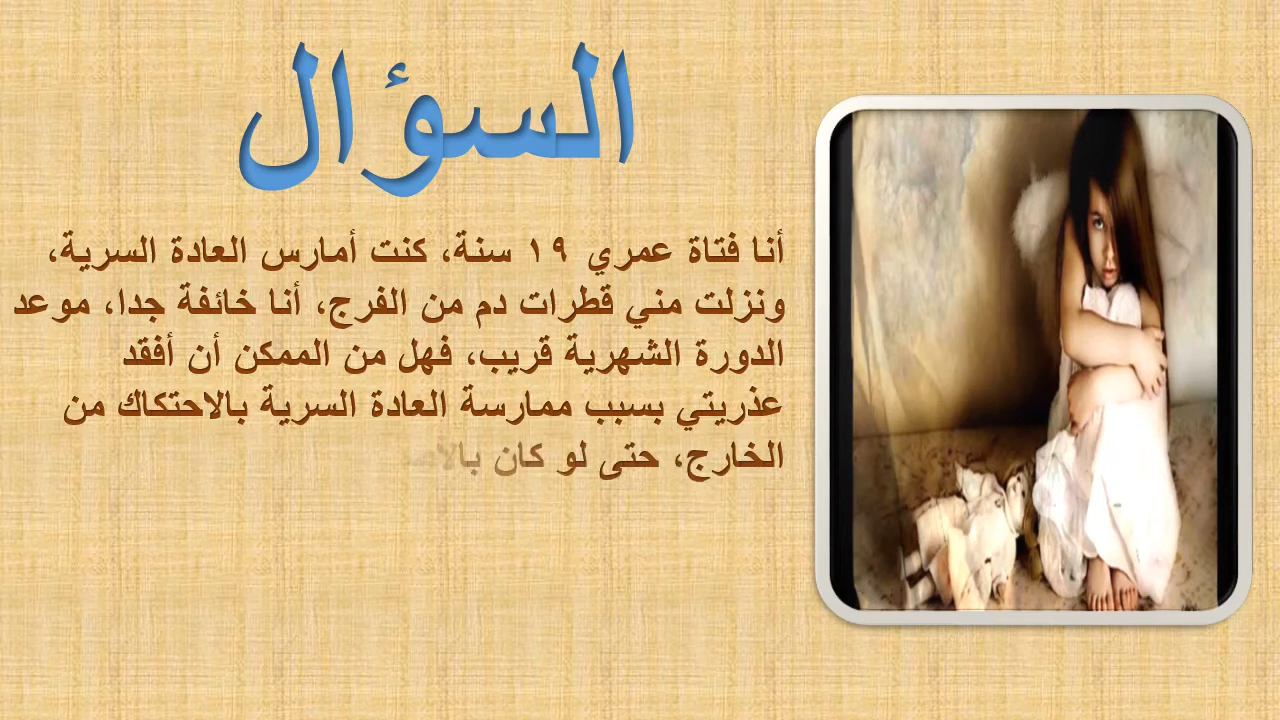 السؤال
أنا فتاة عمري ١٩ سنة، كنت أمارس العادة السرية،
ونزلت مني قطرات دم من الفرج، أنا خائفة جدا، موعد
الدورة الشهرية قريب، فهل من الممكن أن أفقد
عذريتي بسبب ممارسة العادة السرية بالاحتكاك من
الخارج، حتى لو كان